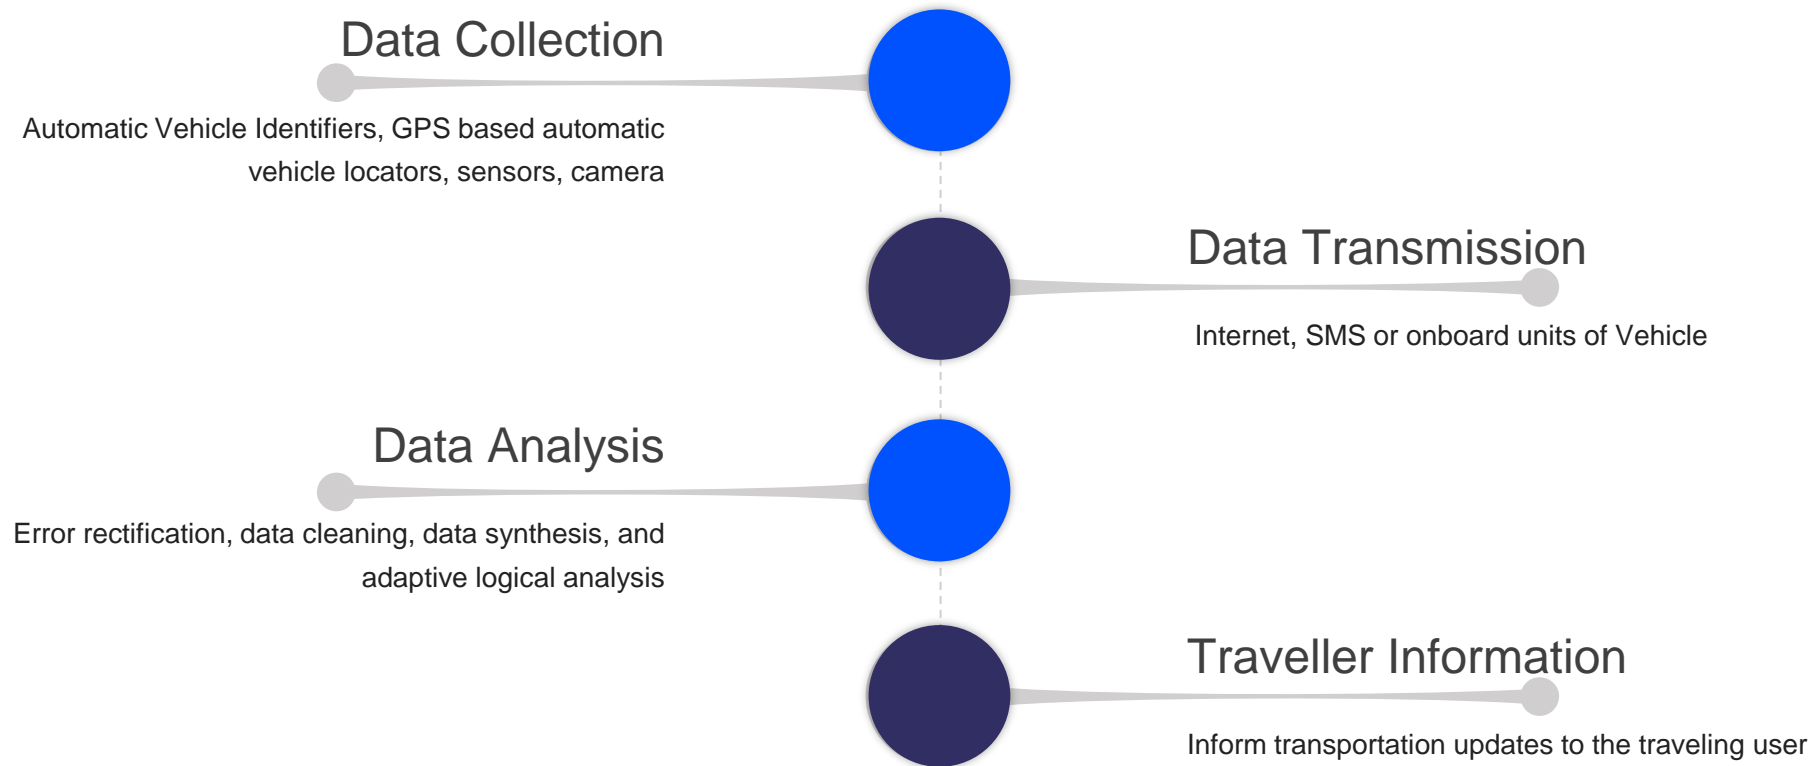 Data Collection
Automatic Vehicle Identifiers, GPS based automatic
vehicle locators, sensors, camera
Data Transmission
Internet, SMS or onboard units of Vehicle
Data Analysis
Error rectification, data cleaning, data synthesis, and
adaptive logical analysis
Traveller Information
Inform transportation updates to the traveling user